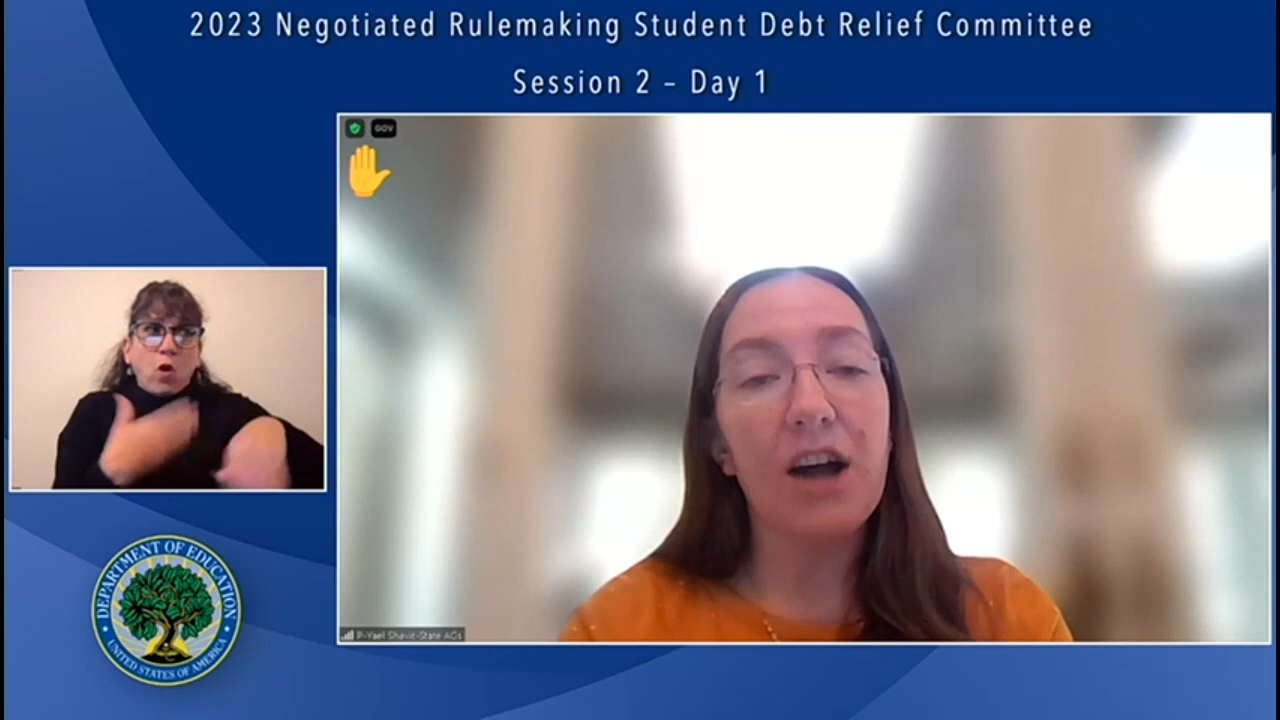 2023 Negotiated Rulemaking Student Debt Relief Committee
Session 2 – Day 1
GOV
P-Yael Shavit-State AGs
DEPARTMENT OF EDUCATION
UNITED STATES OF AMERICA